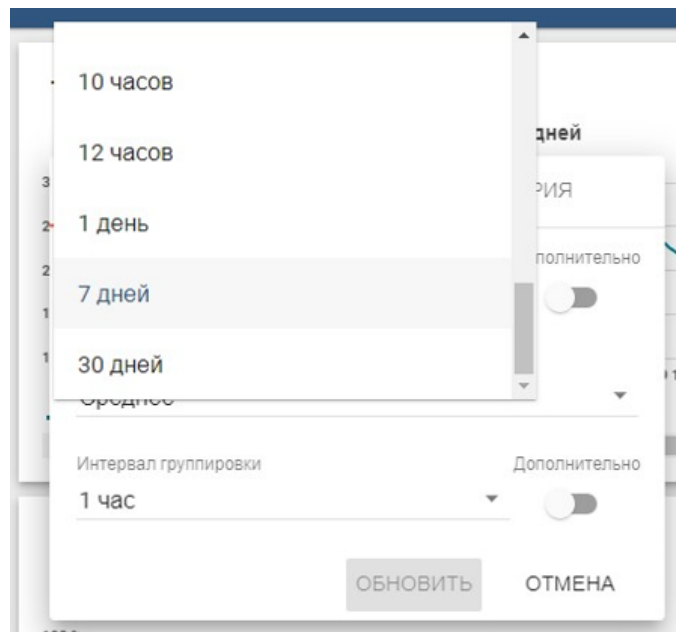 10 часов
дней
12 часов
РИЯ
1 день
полнительно
7 дней
30 дней
Среднее
Интервал группировки
Дополнительно
1 час
ОБНОВИТЬ
ОТМЕНА